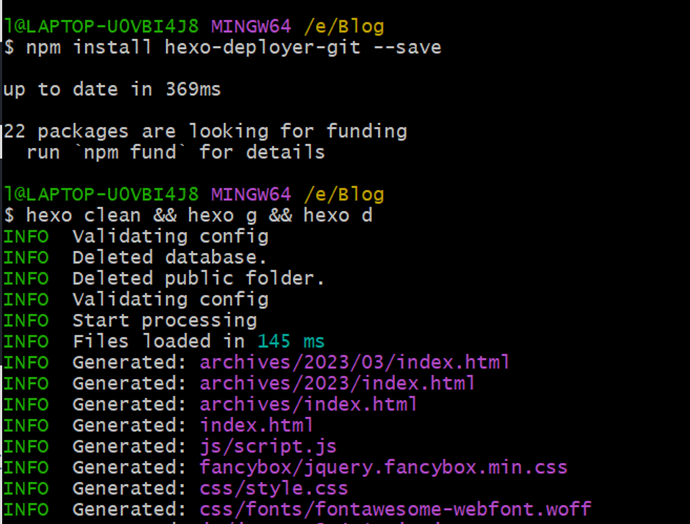 l@LAPTOP-UOVBI4J8 MINGW64 /e/Blog
$ npm install hexo-deployer-git --save
up to date in 369ms
22 packages are looking for funding
run `npm fund` for details
l@LAPTOP-UOVBI4J8 MINGW64 /e/Blog
$ hexo clean && hexo g && hexo d
INFO  Validating config
INFO  Deleted database.
INFO  Deleted public folder.
INFO  Validating config
INFO  Start processing
INFO  Files loaded in 145 ms
INFO  Generated: archives/2023/03/index.html
INFO  Generated: archives/2023/index.html
INFO  Generated: archives/index.html
INFO  Generated: index.html
INFO  Generated: js/script.js
INFO  Generated: fancybox/jquery.fancybox.min.css
INFO  Generated: css/style.css
INFO  Generated: css/fonts/fontawesome-webfont.woff